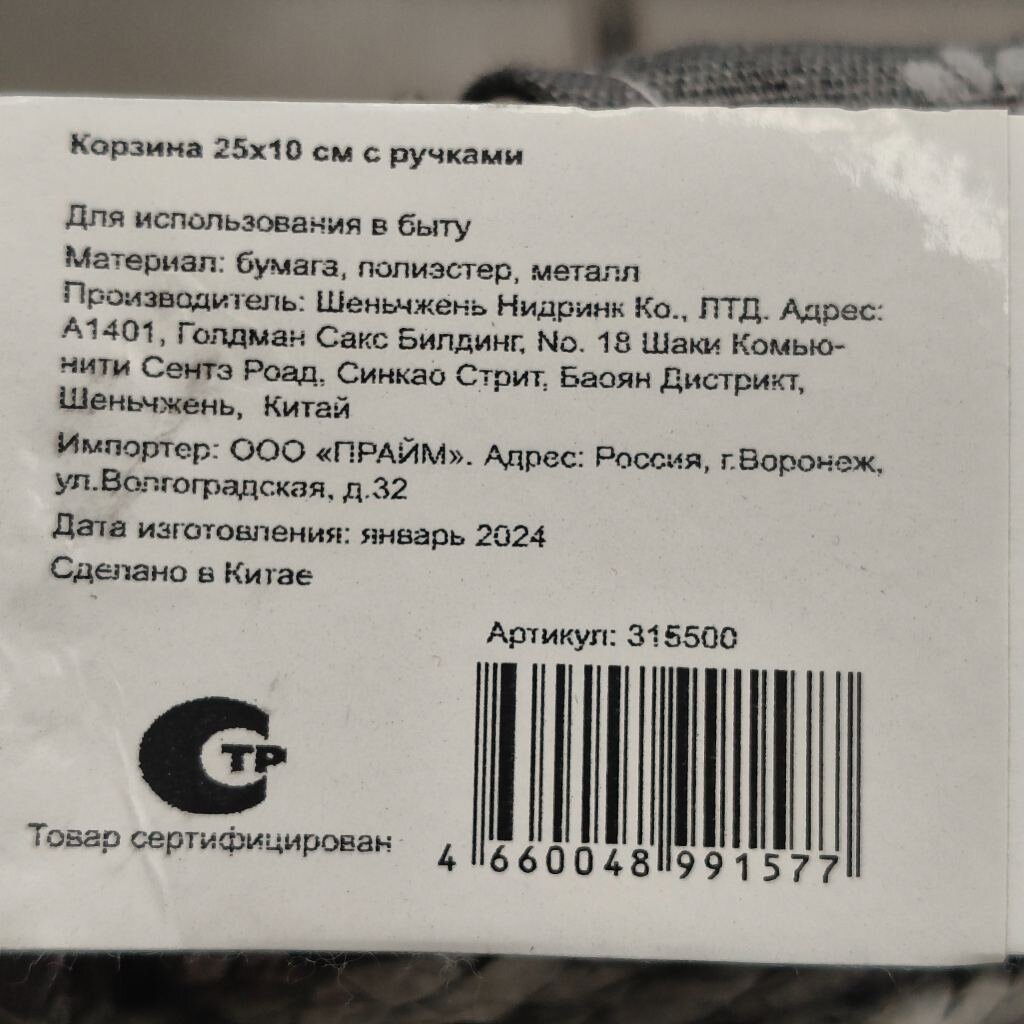 Корзина 25х10 см с ручками
Для использования в быту
Материал: бумага, полиэстер, металл
Производитель: Шеньчжень Нидринк Ко., ЛТД. Адрес:
А1401, Голдман Сакс Билдинг, No. 18 Шаки Комью-
нити Сентэ Роад, Синкао Стрит, Баоян Дистрикт,
Шеньчжень, Китай
Импортер: ООО «ПРАЙМ». Адрес: Россия, г.Воронеж,
ул.Волгоградская, д.32
Дата изготовления: январь 2024
Сделано в Китае
Артикул: 315500
ТР
Товар сертифицирован
4 660048 991577